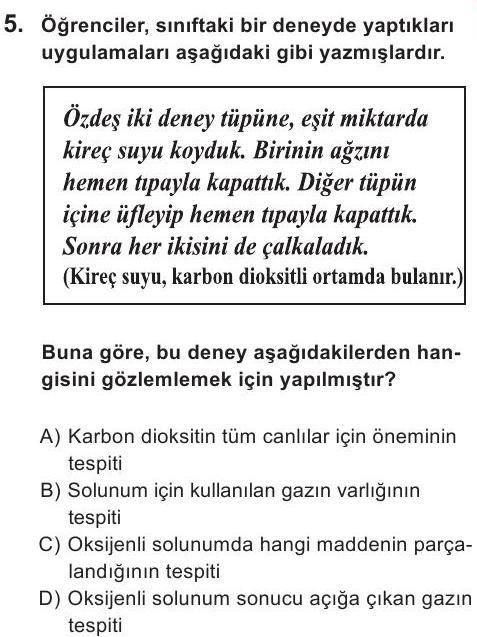 5. Öğrenciler, sınıftaki bir deneyde yaptıkları
uygulamaları aşağıdaki gibi yazmışlardır.
Özdeş iki deney tüpüne, eşit miktarda
kireç suyu koyduk. Birinin ağzını
hemen tıpayla kapattık. Diğer tüpün
içine üfleyip hemen tıpayla kapattık.
Sonra her ikisini de çalkaladık.
(Kireç suyu, karbon dioksitli ortamda bulanır.)
Buna göre, bu deney aşağıdakilerden han-
gisini gözlemlemek için yapılmıştır?
A) Karbon dioksitin tüm canlılar için öneminin
tespiti
B) Solunum için kullanılan gazın varlığının
tespiti
C) Oksijenli solunumda hangi maddenin parça-
landığının tespiti
D) Oksijenli solunum sonucu açığa çıkan gazın
tespiti